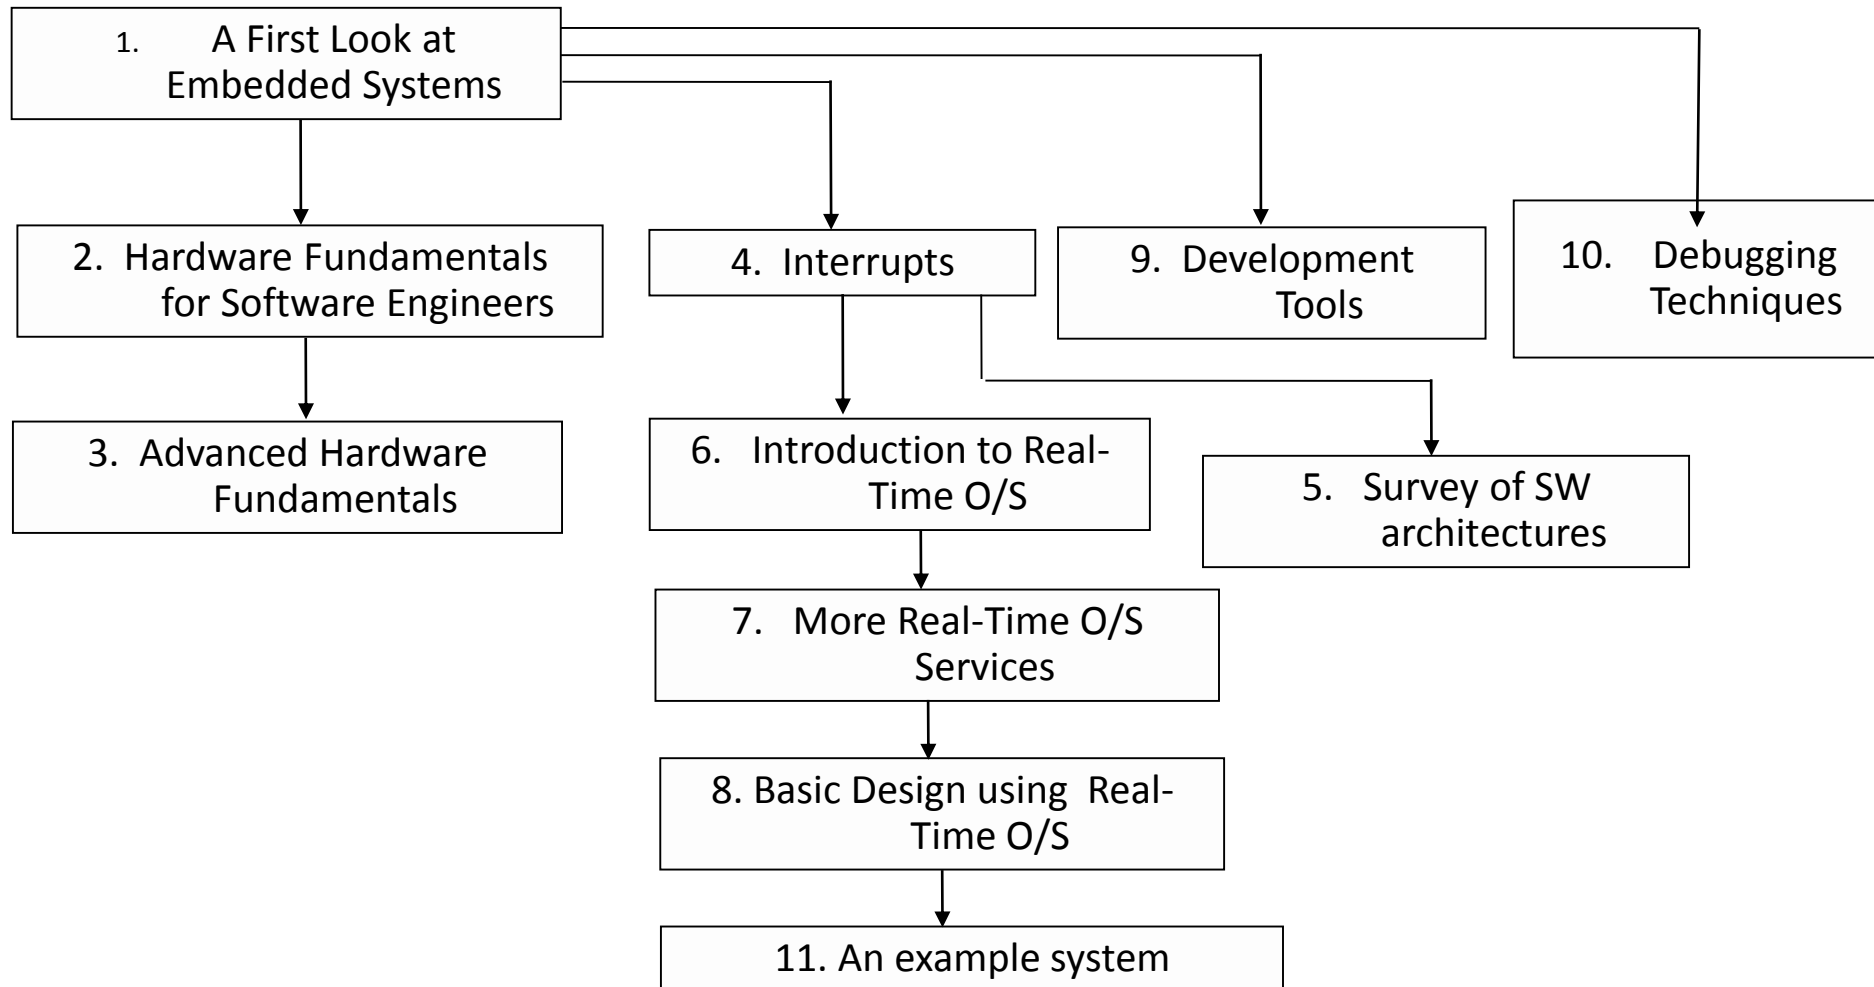 1. A First Look at
Embedded Systems
2. Hardware Fundamentals
for Software Engineers
4. Interrupts
9. Development
Tools
10. Debugging
Techniques
3. Advanced Hardware
Fundamentals
6. Introduction to Real-
Time O/S
5. Survey of SW
architectures
7. More Real-Time O/S
Services
8. Basic Design using Real-
Time O/S
11. An example system